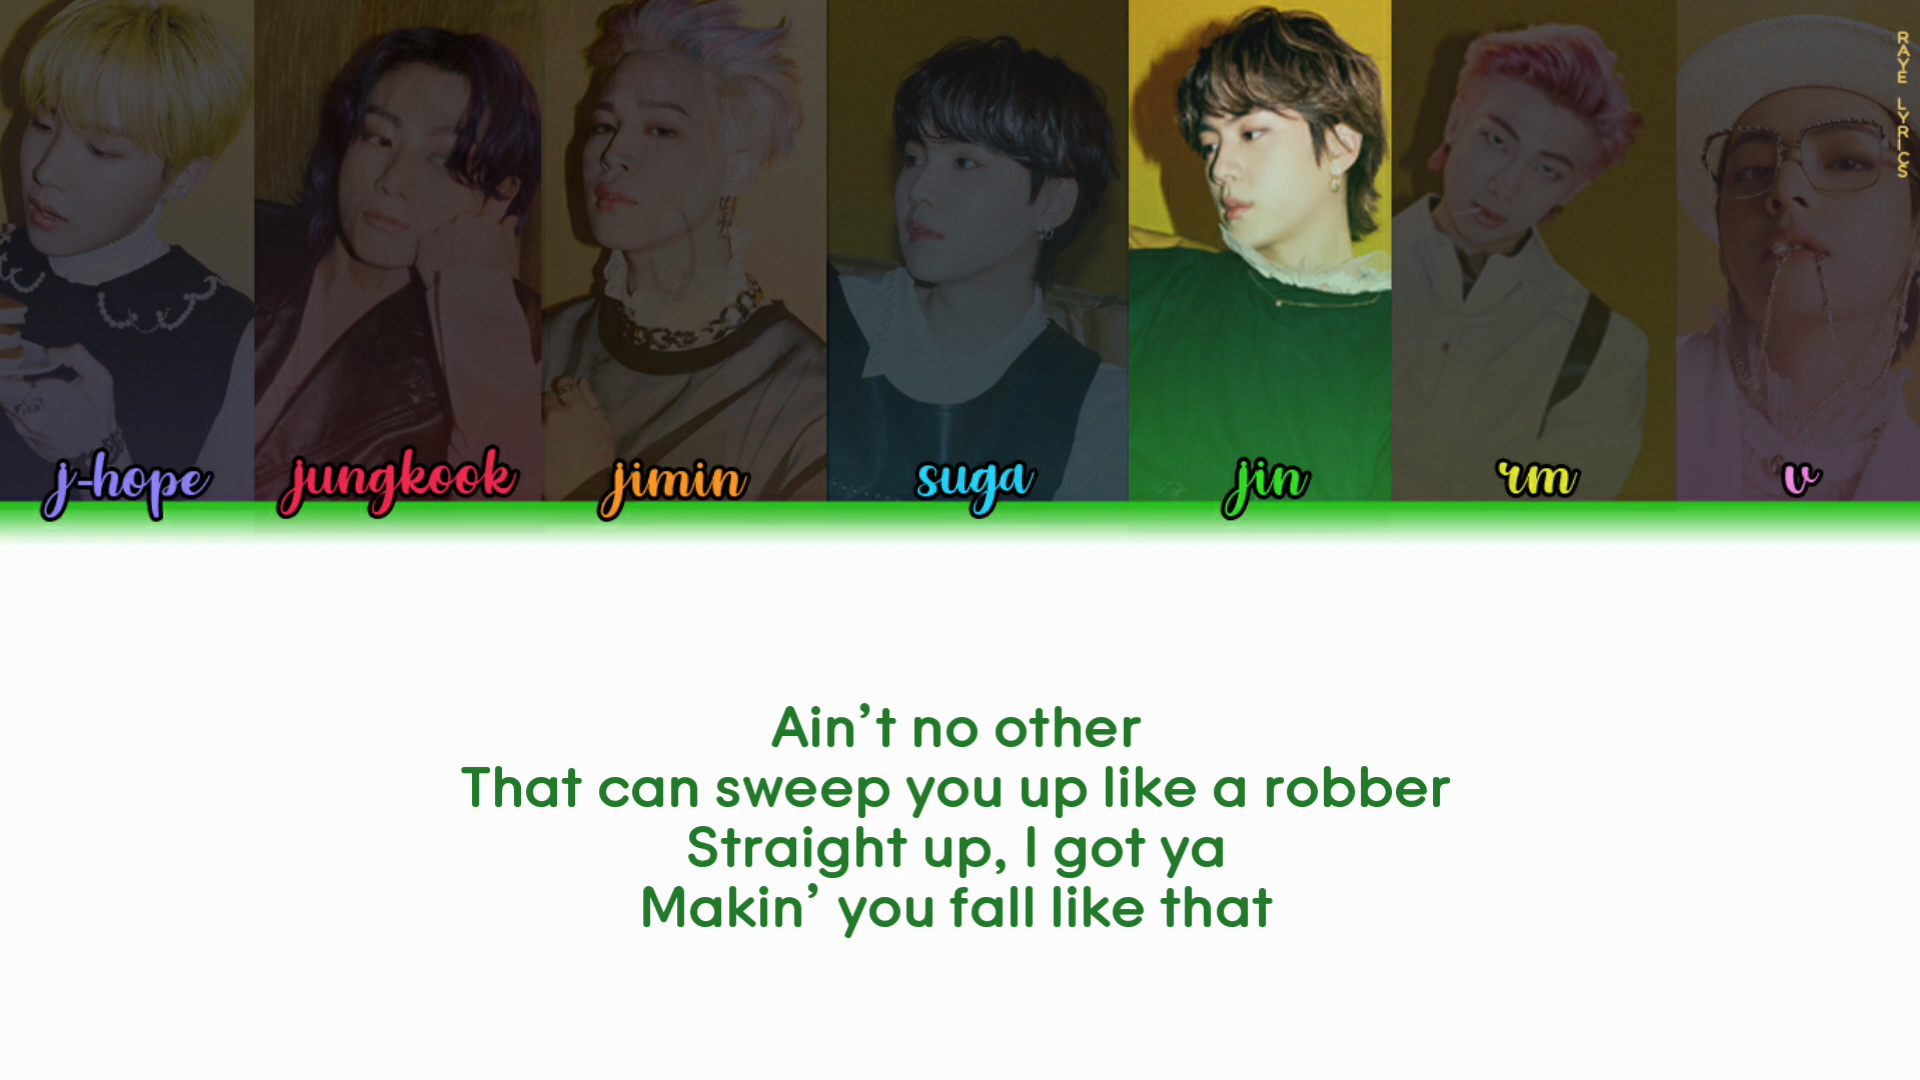 RAYE LYRICS
j-hope
jungkook
jimin
suga
jin
rm
v
Ain’t no other
That can sweep you up like a robber
Straight up, I got ya
Makin’ you fall like that